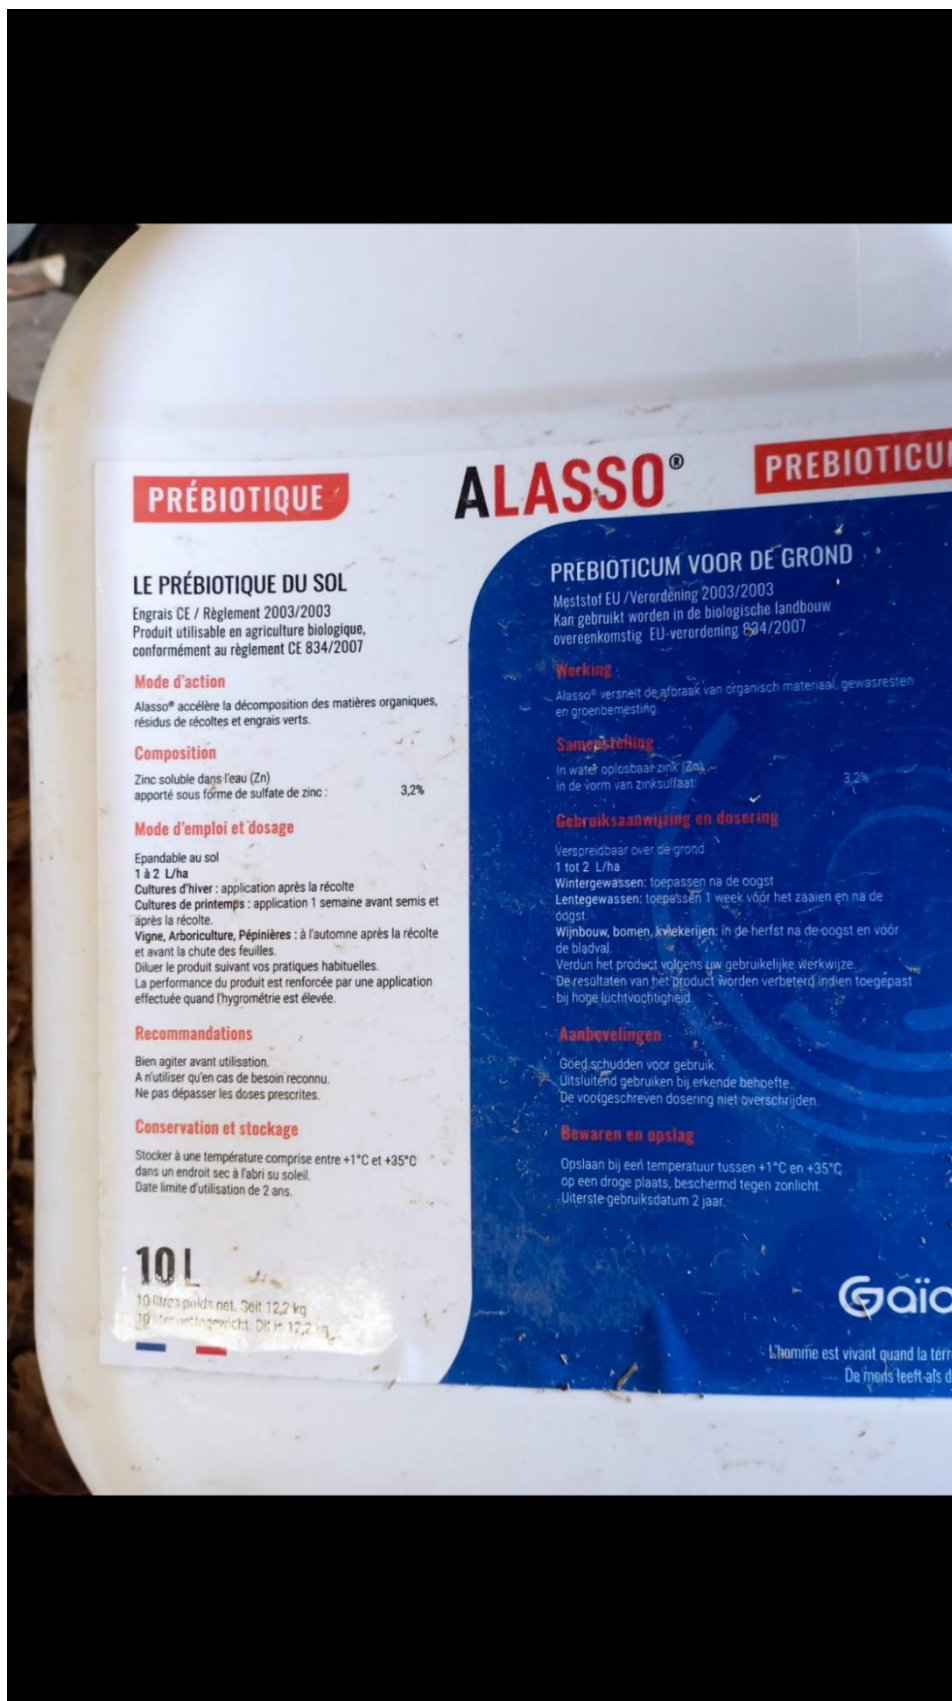 PRÉBIOTIQUE
ALASSO®
PREBIOTICU
LE PRÉBIOTIQUE DU SOL
Engrais CE / Règlement 2003/2003
Produit utilisable en agriculture biologique,
conformément au règlement CE 834/2007
Mode d'action
Alasso® accélère la décomposition des matières organiques,
résidus de récoltes et engrais verts.
Composition
Zinc soluble dans l'eau (Zn)
apporté sous forme de sulfate de zinc : 3,2%
Mode d'emploi et dosage
Epandable au sol
1 à 2 L/ha
Cultures d'hiver : application après la récolte
Cultures de printemps : application 1 semaine avant semis et
après la récolte.
Vigne, Arboriculture, Pépinières : à l'automne après la récolte
et avant la chute des feuilles.
Diluer le produit suivant vos pratiques habituelles.
La performance du produit est renforcée par une application
effectuée quand l'hygrométrie est élevée.
Recommandations
Bien agiter avant utilisation.
A n'utiliser qu'en cas de besoin reconnu.
Ne pas dépasser les doses prescrites.
Conservation et stockage
Stocker à une température comprise entre +1°C et +35°C
dans un endroit sec à l'abri su soleil.
Date limite d'utilisation de 2 ans.
10 L
10 litres poids net. Soit 12,2 kg
10 liter nettogewicht. Dit is 12,2 kg
PREBIOTICUM VOOR DE GROND
Meststof EU /Verordening 2003/2003
Kan gebruikt worden in de biologische landbouw
overeenkomstig EU-verordening 834/2007
Werking
Alasso® versnelt de afbraak van organisch materiaal, gewasresten
en groenbemesting.
Samenstelling
In water oplosbaar zink (Zn)
in de vorm van zinksulfaat: 3,2%
Gebruiksaanwijzing en dosering
Verspreidbaar over de grond
1 tot 2 L/ha
Wintergewassen: toepassen na de oogst
Lentegewassen: toepassen 1 week vóór het zaaien en na de
oogst.
Wijnbouw, bomen, kwekerijen: in de herfst na de oogst en vóór
de bladval.
Verdun het product volgens uw gebruikelijke werkwijze.
De resultaten van het product worden verbeterd indien toegepast
bij hoge luchtvochtigheid.
Aanbevelingen
Goed schudden voor gebruik.
Uitsluitend gebruiken bij erkende behoefte.
De vootgeschreven dosering niet overschrijden.
Bewaren en opslag
Opslaan bij een temperatuur tussen +1°C en +35°C
op een droge plaats, beschermd tegen zonlicht.
Uiterste gebruiksdatum 2 jaar.
Gaïa
L'homme est vivant quand la terr
De mens leeft als d